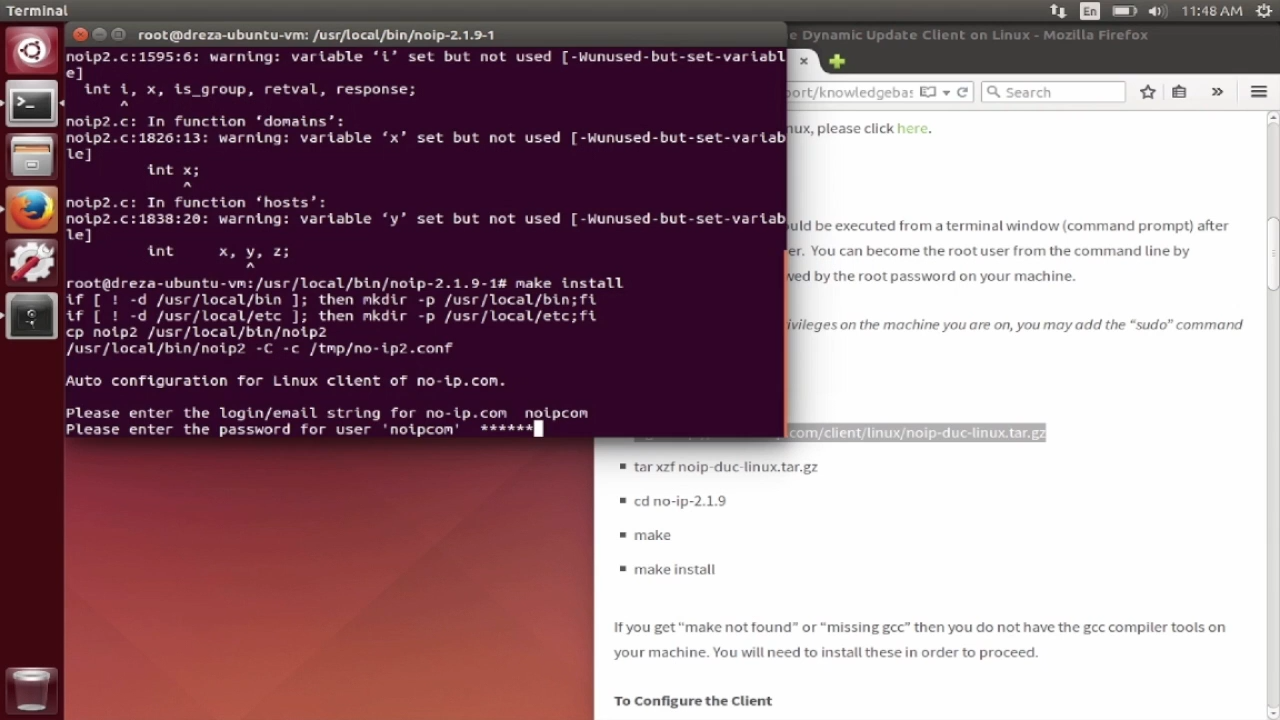 Terminal
En
11:48 AM
root@dreza-ubuntu-vm: /usr/local/bin/noip-2.1.9-1
noip2.c:1595:6: warning: variable ‘i’ set but not used [-Wunused-but-set-variabl
e]
int i, x, is_group, retval, response;
^
noip2.c: In function ‘domains’:
noip2.c:1826:13: warning: variable ‘x’ set but not used [-Wunused-but-set-variab
le]
int x;
^
noip2.c: In function ‘hosts’:
noip2.c:1838:20: warning: variable ‘y’ set but not used [-Wunused-but-set-variab
le]
int x, y, z;
^
root@dreza-ubuntu-vm:/usr/local/bin/noip-2.1.9-1# make install
if [ ! -d /usr/local/bin ]; then mkdir -p /usr/local/bin;fi
if [ ! -d /usr/local/etc ]; then mkdir -p /usr/local/etc;fi
cp noip2 /usr/local/bin/noip2
/usr/local/bin/noip2 -C -c /tmp/no-ip2.conf
Auto configuration for Linux client of no-ip.com.
Please enter the login/email string for no-ip.com noipcom
Please enter the password for user 'noipcom' ******
e Dynamic Update Client on Linux - Mozilla Firefox
port/knowledgebas
Search
nux, please click here.
uld be executed from a terminal window (command prompt) after
er. You can become the root user from the command line by
wed by the root password on your machine.
ivileges on the machine you are on, you may add the “sudo” command
com/client/linux/noip-duc-linux.tar.gz
tar xzf noip-duc-linux.tar.gz
cd no-ip-2.1.9
make
make install
If you get “make not found” or “missing gcc” then you do not have the gcc compiler tools on
your machine. You will need to install these in order to proceed.
To Configure the Client